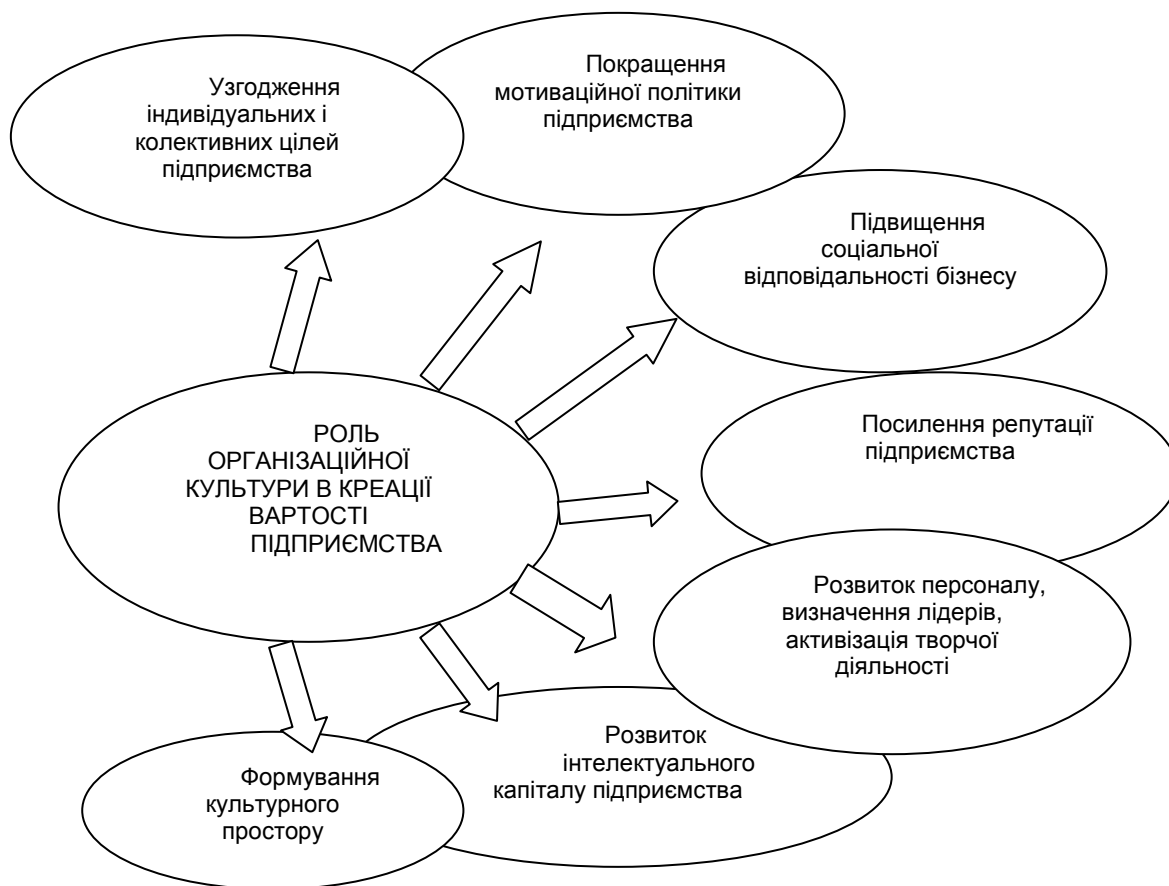 Узгодження
індивідуальних і
колективних цілей
підприємства
Покращення
мотиваційної політики
підприємства
Підвищення
соціальної
відповідальності бізнесу
РОЛЬ
ОРГАНІЗАЦІЙНОЇ
КУЛЬТУРИ В КРЕАЦІЇ
ВАРТОСТІ
ПІДПРИЄМСТВА
Посилення репутації
підприємства
Розвиток персоналу,
визначення лідерів,
активізація творчої
діяльності
Розвиток
інтелектуального
капіталу підприємства
Формування
культурного
простору